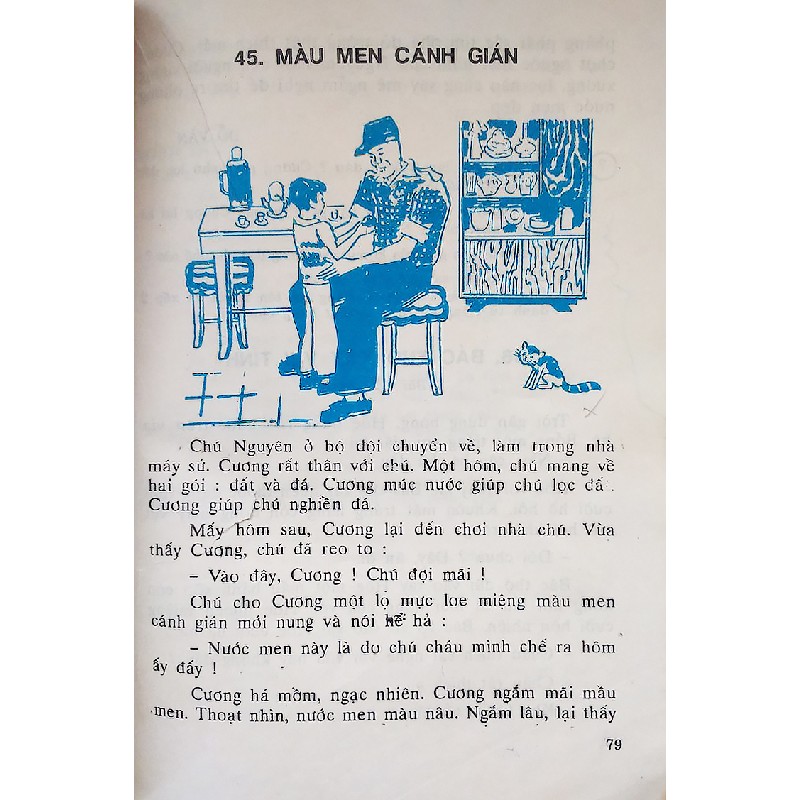 45. MÀU MEN CÁNH GIÁN
Chú Nguyên ở bộ đội chuyển về, làm trong nhà
máy sứ. Cương rất thân với chú. Một hôm, chú mang về
hai gói : đất và đá. Cương múc nước giúp chú lọc đá.
Cương giúp chú nghiền đá.
Mấy hôm sau, Cương lại đến chơi nhà chú. Vừa
thấy Cương, chú đã reo to :
– Vào đây, Cương ! Chú đợi mãi !
Chú cho Cương một lọ mực loe miệng màu men
cánh gián mới nung và nói hể hả :
– Nước men này là do chú cháu mình chế ra hôm
ấy đấy !
Cương há mồm, ngạc nhiên. Cương ngắm mãi mầu
men. Thoạt nhìn, nước men màu nâu. Ngắm lâu, lại thấy
79